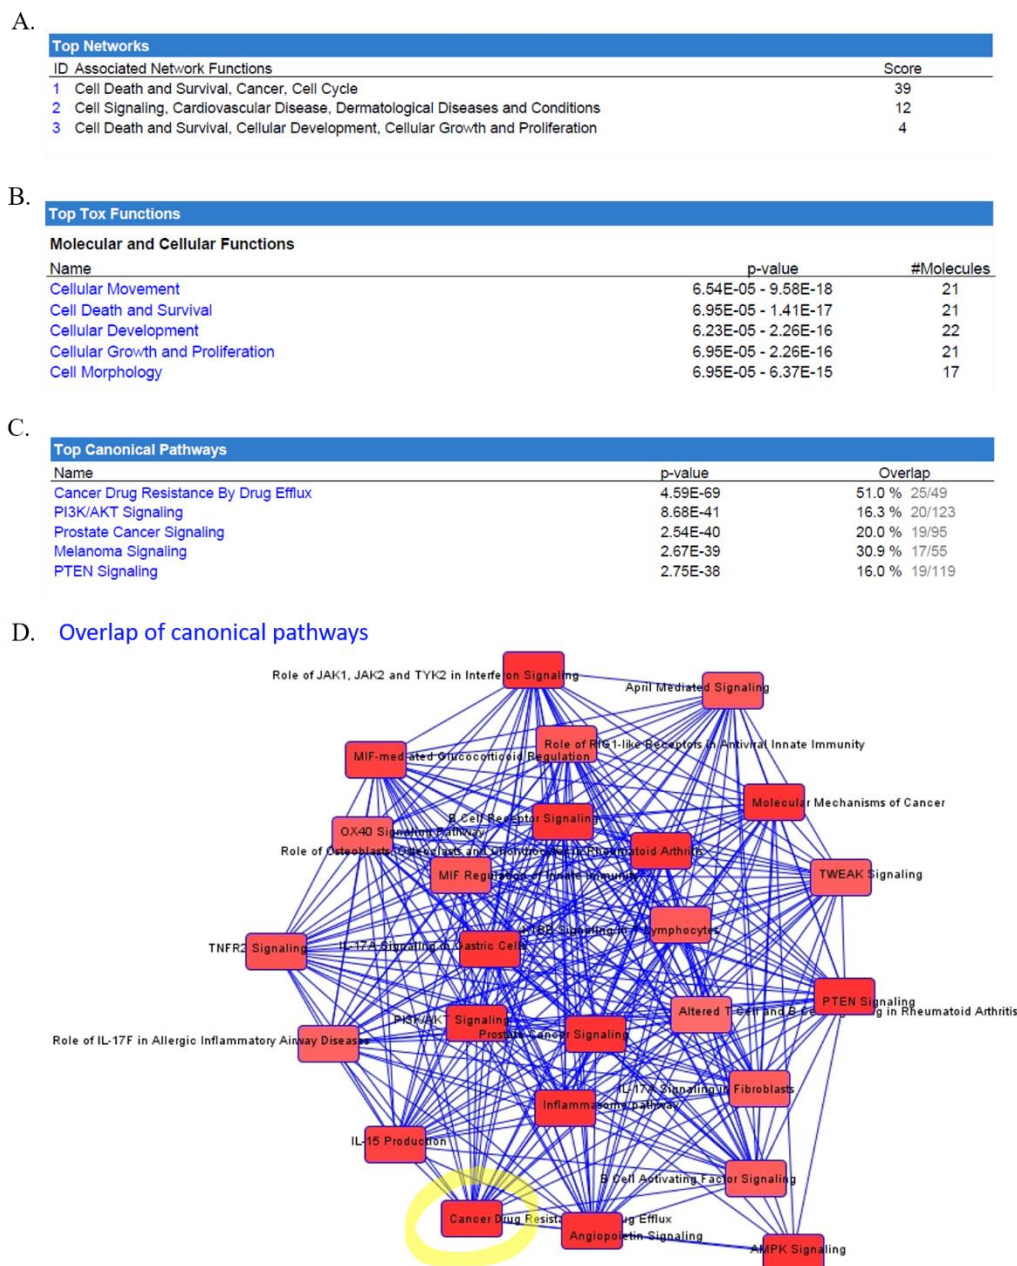 A.
Top Networks
ID Associated Network Functions Score
1 Cell Death and Survival, Cancer, Cell Cycle 39
2 Cell Signaling, Cardiovascular Disease, Dermatological Diseases and Conditions 12
3 Cell Death and Survival, Cellular Development, Cellular Growth and Proliferation 4
B.
Top Tox Functions
Molecular and Cellular Functions
Name p-value #Molecules
Cellular Movement 6.54E-05 - 9.58E-18 21
Cell Death and Survival 6.95E-05 - 1.41E-17 21
Cellular Development 6.23E-05 - 2.26E-16 22
Cellular Growth and Proliferation 6.95E-05 - 2.26E-16 21
Cell Morphology 6.95E-05 - 6.37E-15 17
C.
Top Canonical Pathways
Name p-value Overlap
Cancer Drug Resistance By Drug Efflux 4.59E-69 51.0 % 25/49
PI3K/AKT Signaling 8.68E-41 16.3 % 20/123
Prostate Cancer Signaling 2.54E-40 20.0 % 19/95
Melanoma Signaling 2.67E-39 30.9 % 17/55
PTEN Signaling 2.75E-38 16.0 % 19/119
D. Overlap of canonical pathways
Role of JAK1, JAK2 and TYK2 in Interferon Signaling
April Mediated Signaling
Role of RIG1-like Receptors in Antiviral Innate Immunity
MIF-mediated Glucocorticoid Regulation
Molecular Mechanisms of Cancer
B Cell Receptor Signaling
OX40 Signaling Pathway
Role of Osteoblasts, Osteoclasts and Chondrocytes in Rheumatoid Arthritis
MIF Regulation of Innate Immunity
TWEAK Signaling
Signaling in T Lymphocytes
TNFR2 Signaling
IL-17A Signaling in Gastric Cells
PTEN Signaling
Altered T Cell and B Ce g in Rheumatoid Arthritis
PI3K/AKT Signaling
Prostate Cancer Signaling
Role of IL-17F in Allergic Inflammatory Airway Diseases
IL-17A Signaling in Fibroblasts
Inflammasome pathway
IL-15 Production
B Cell Activating Factor Signaling
Cancer Drug Resista ug Efflux
Angiopoietin Signaling
AMPK Signaling